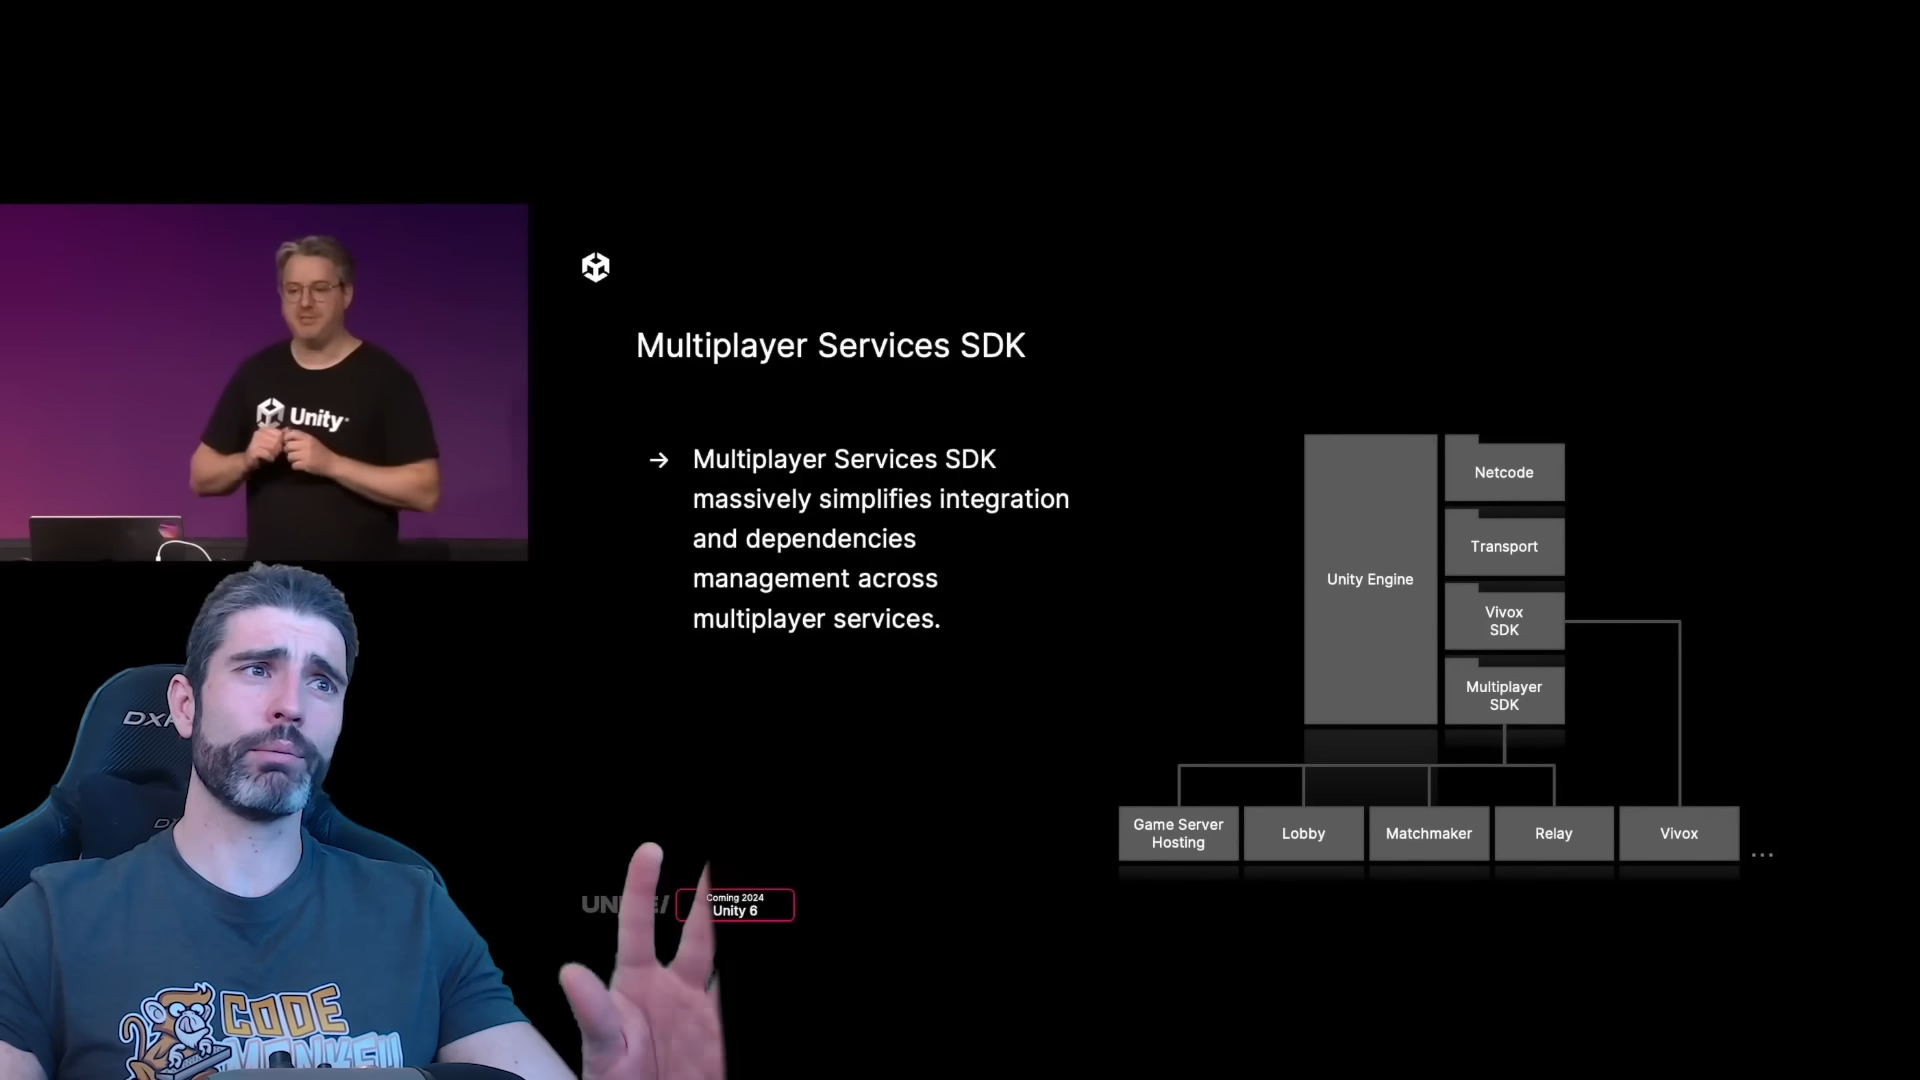 Unity
Multiplayer Services SDK
→ Multiplayer Services SDK
massively simplifies integration
and dependencies
management across
multiplayer services.
Unity Engine
Netcode
Transport
Vivox
SDK
Multiplayer
SDK
Game Server
Hosting
Lobby
Matchmaker
Relay
Vivox
...
Coming 2024
Unity 6
CODE
MONKEY